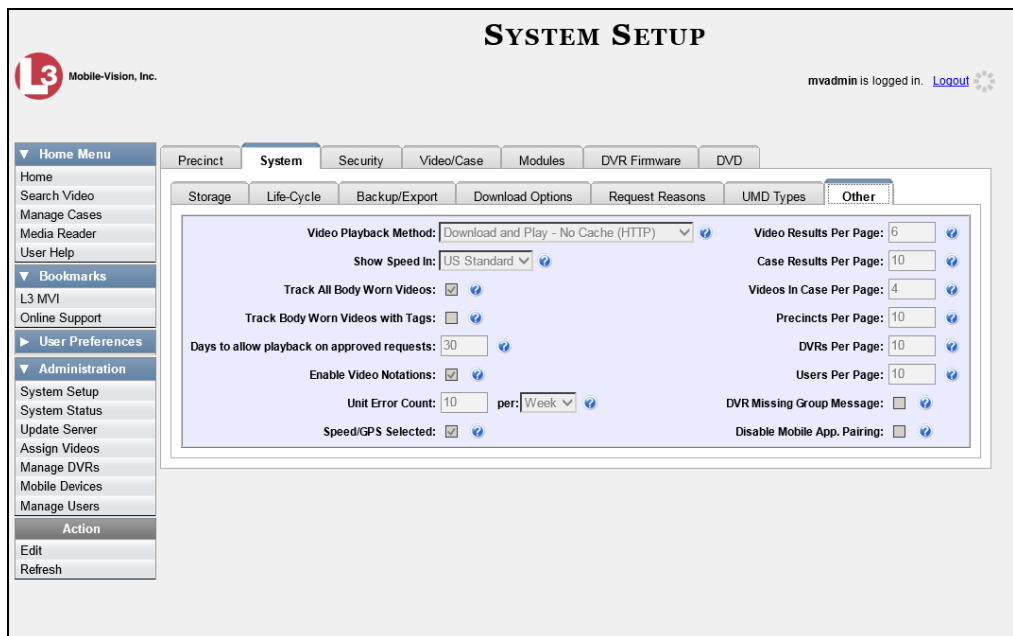 SYSTEM SETUP
L3 Mobile-Vision, Inc.
mvadmin is logged in. Logout
Home Menu
Home
Search Video
Manage Cases
Media Reader
User Help
Bookmarks
L3 MVI
Online Support
User Preferences
Administration
System Setup
System Status
Update Server
Assign Videos
Manage DVRs
Mobile Devices
Manage Users
Action
Edit
Refresh
Precinct System Security Video/Case Modules DVR Firmware DVD
Storage Life-Cycle Backup/Export Download Options Request Reasons UMD Types Other
Video Playback Method: Download and Play - No Cache (HTTP) ? Video Results Per Page: 6 ?
Show Speed In: US Standard ? Case Results Per Page: 10 ?
Track All Body Worn Videos: ? Videos In Case Per Page: 4 ?
Track Body Worn Videos with Tags: ? Precincts Per Page: 10 ?
Days to allow playback on approved requests: 30 ? DVRs Per Page: 10 ?
Enable Video Notations: ? Users Per Page: 10 ?
Unit Error Count: 10 per: Week ? DVR Missing Group Message: ?
Speed/GPS Selected: ? Disable Mobile App. Pairing: ?